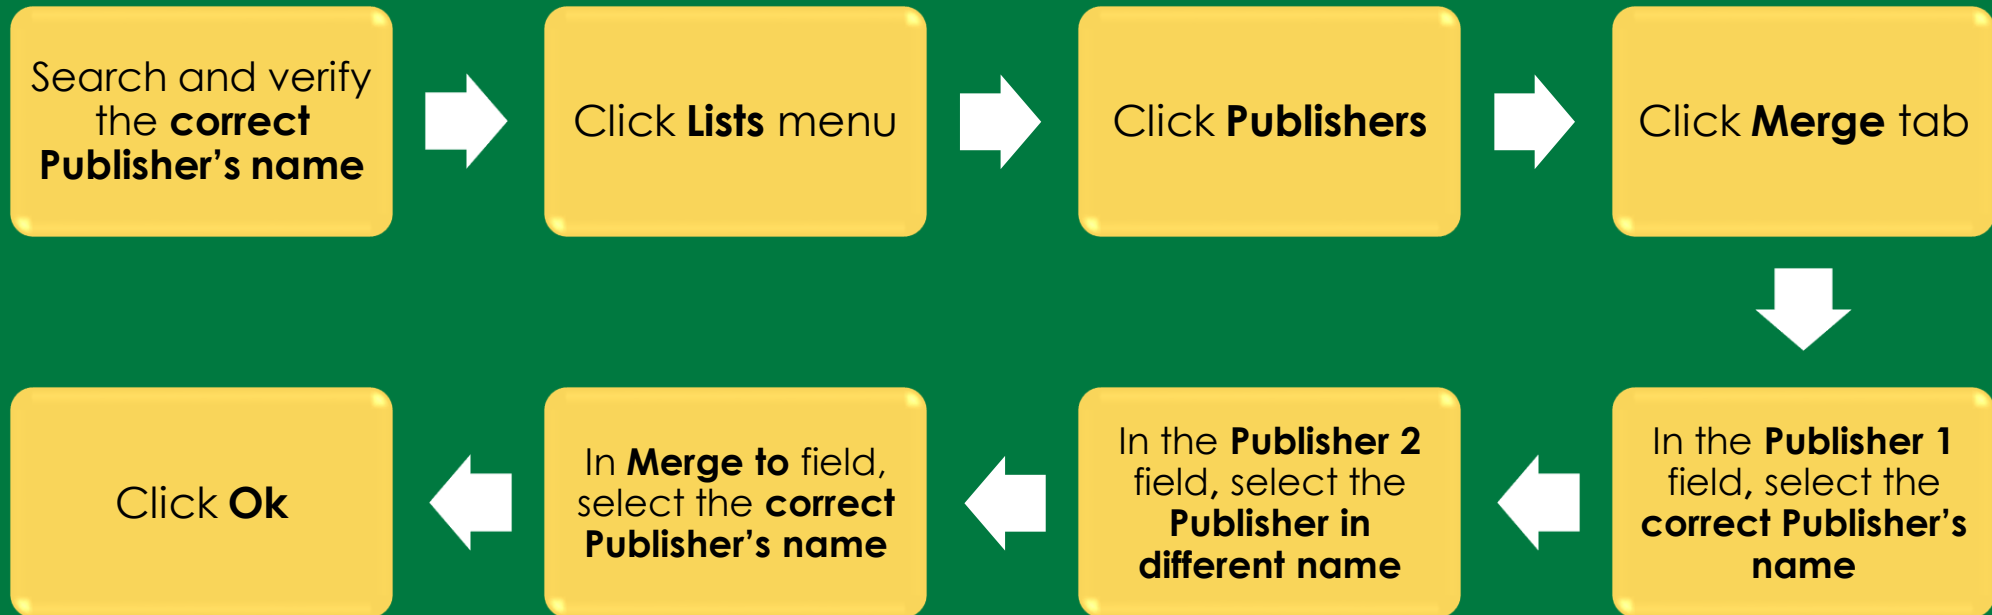 Search and verify
the correct
Publisher’s name
Click Lists menu
Click Publishers
Click Merge tab
In the Publisher 1
field, select the
correct Publisher’s
name
In the Publisher 2
field, select the
Publisher in
different name
In Merge to field,
select the correct
Publisher’s name
Click Ok